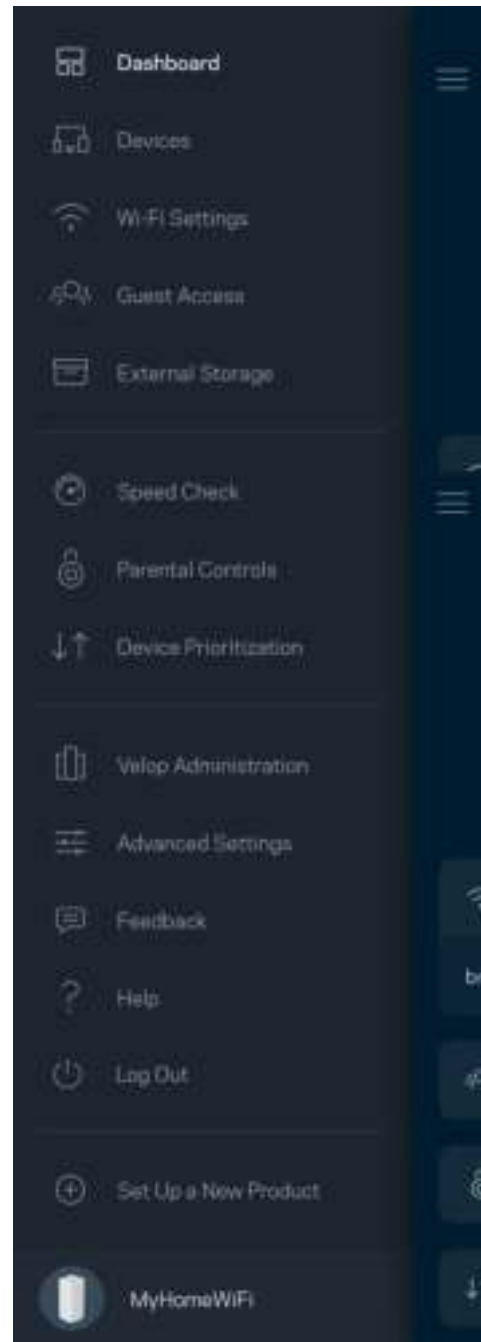 Dashboard
Devices
Wi-Fi Settings
Guest Access
External Storage
Speed Check
Parental Controls
Device Prioritization
Velop Administration
Advanced Settings
Feedback
Help
Log Out
Set Up a New Product
MyHomeWiFi